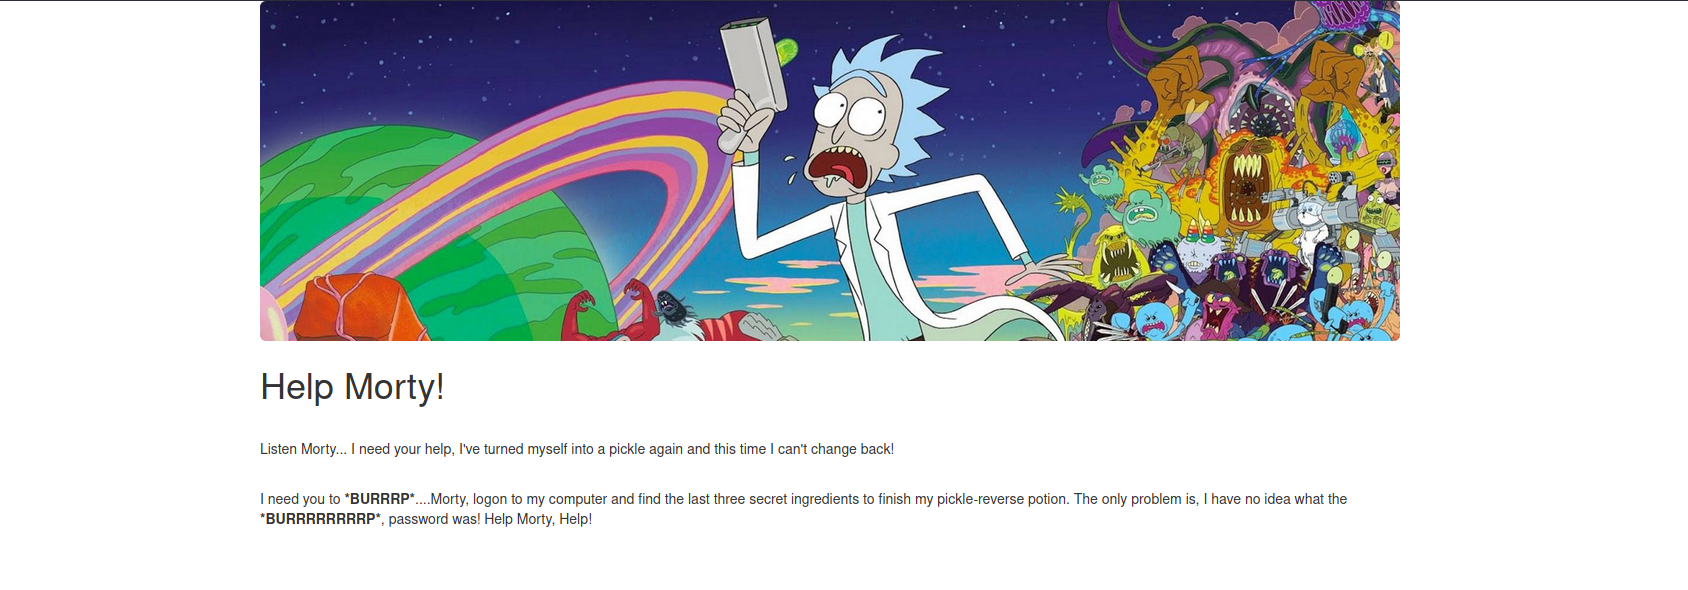 Help Morty!
Listen Morty... I need your help, I've turned myself into a pickle again and this time I can't change back!
I need you to *BURRRP*....Morty, logon to my computer and find the last three secret ingredients to finish my pickle-reverse potion. The only problem is, I have no idea what the
*BURRRRRRRRP*, password was! Help Morty, Help!